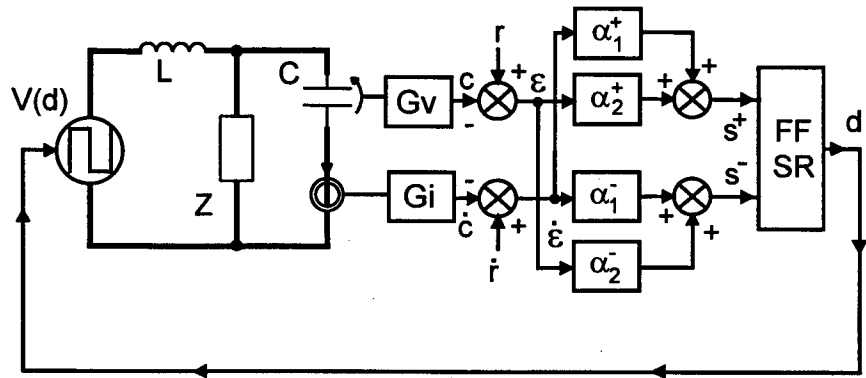 V(d)
L
Z
C
Gv
Gi
c
-
r
+
ε
-
ċ
+
ṙ
ε̇
α₁⁺
α₂⁺
α₁⁻
α₂⁻
+
+
+
+
s⁺
s⁻
FF
SR
d